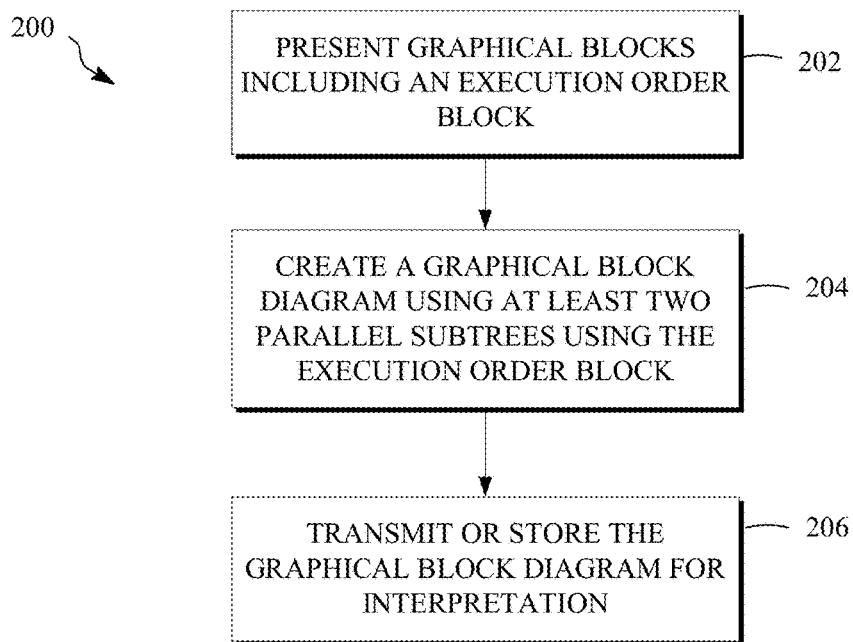 200
PRESENT GRAPHICAL BLOCKS
INCLUDING AN EXECUTION ORDER
BLOCK
202
CREATE A GRAPHICAL BLOCK
DIAGRAM USING AT LEAST TWO
PARALLEL SUBTREES USING THE
EXECUTION ORDER BLOCK
204
TRANSMIT OR STORE THE
GRAPHICAL BLOCK DIAGRAM FOR
INTERPRETATION
206